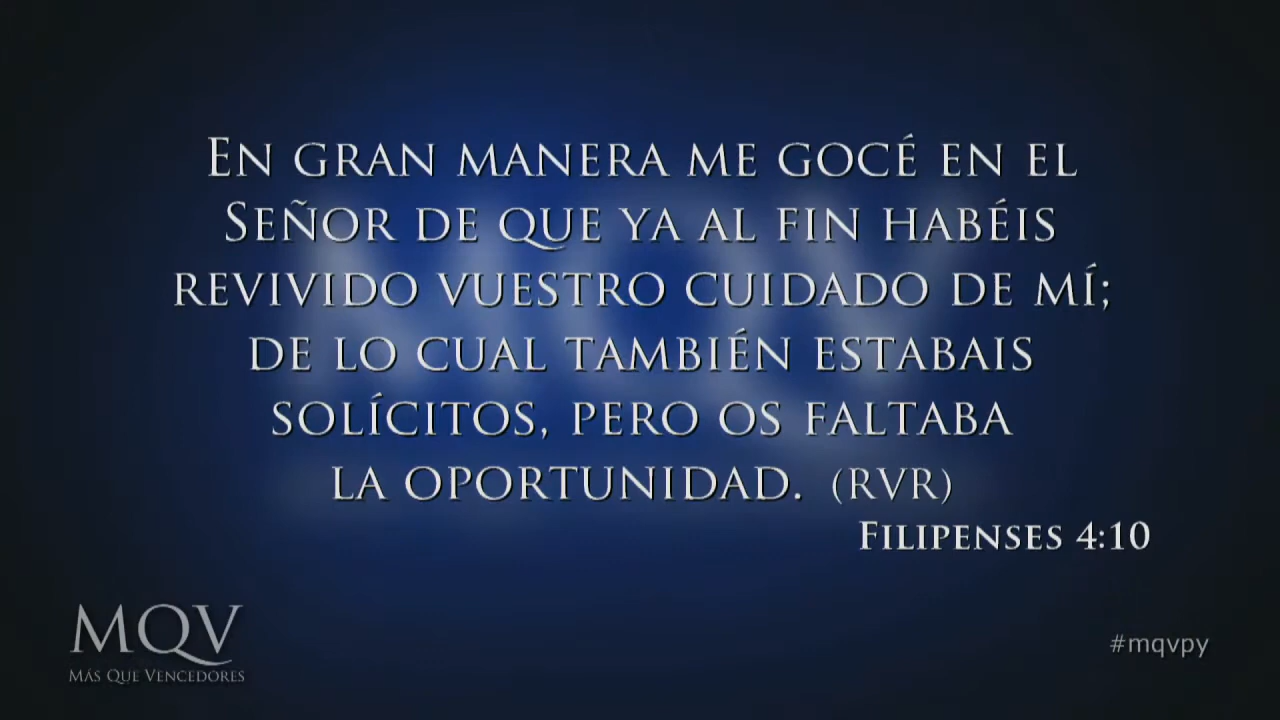 En gran manera me gocé en el
Señor de que ya al fin habéis
revivido vuestro cuidado de mí;
de lo cual también estabais
solícitos, pero os faltaba
la oportunidad. (RVR)
Filipenses 4:10
MQV
Más Que Vencedores
#mqvpy